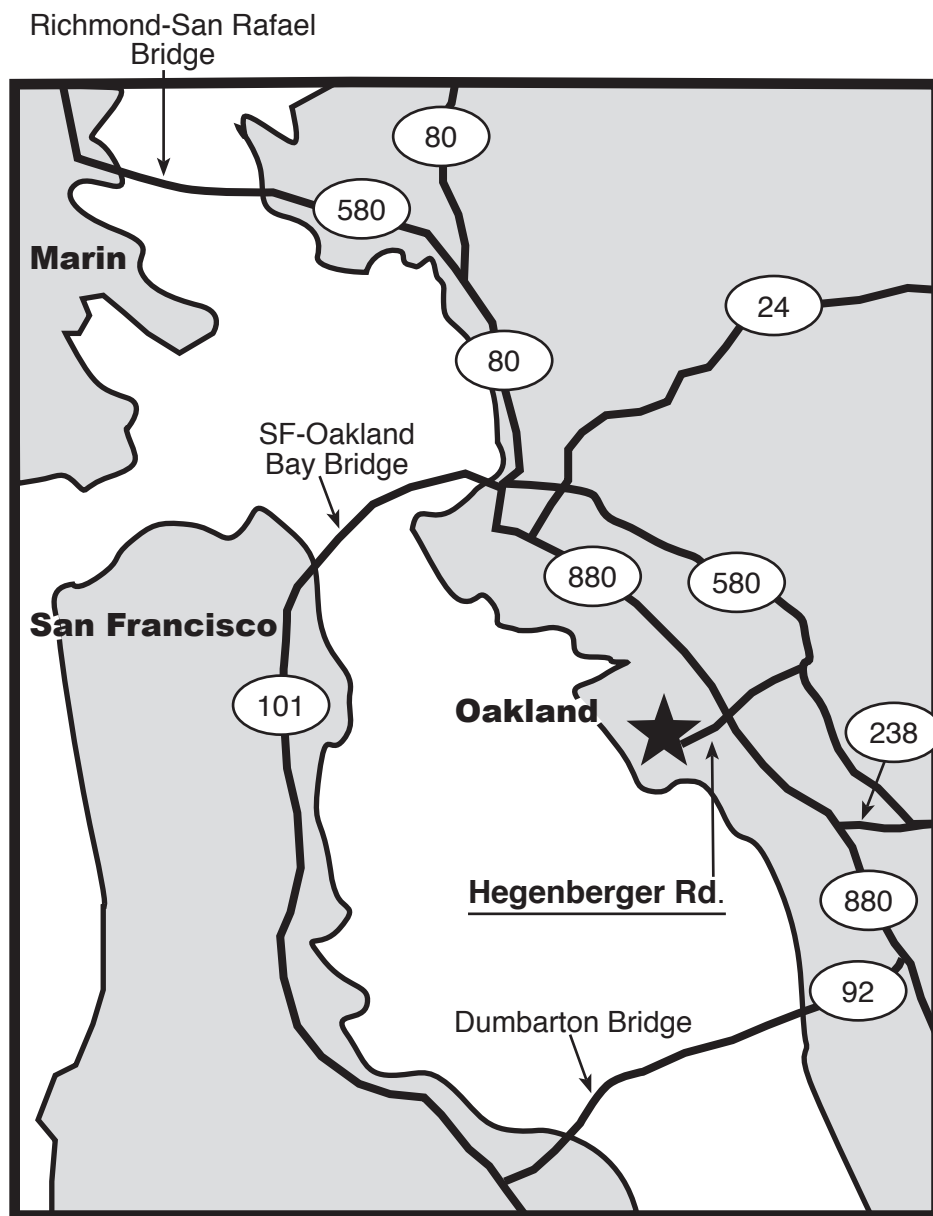 Richmond-San Rafael
Bridge
80
580
Marin
24
80
SF-Oakland
Bay Bridge
880
580
San Francisco
101
Oakland
238
Hegenberger Rd.
880
92
Dumbarton Bridge